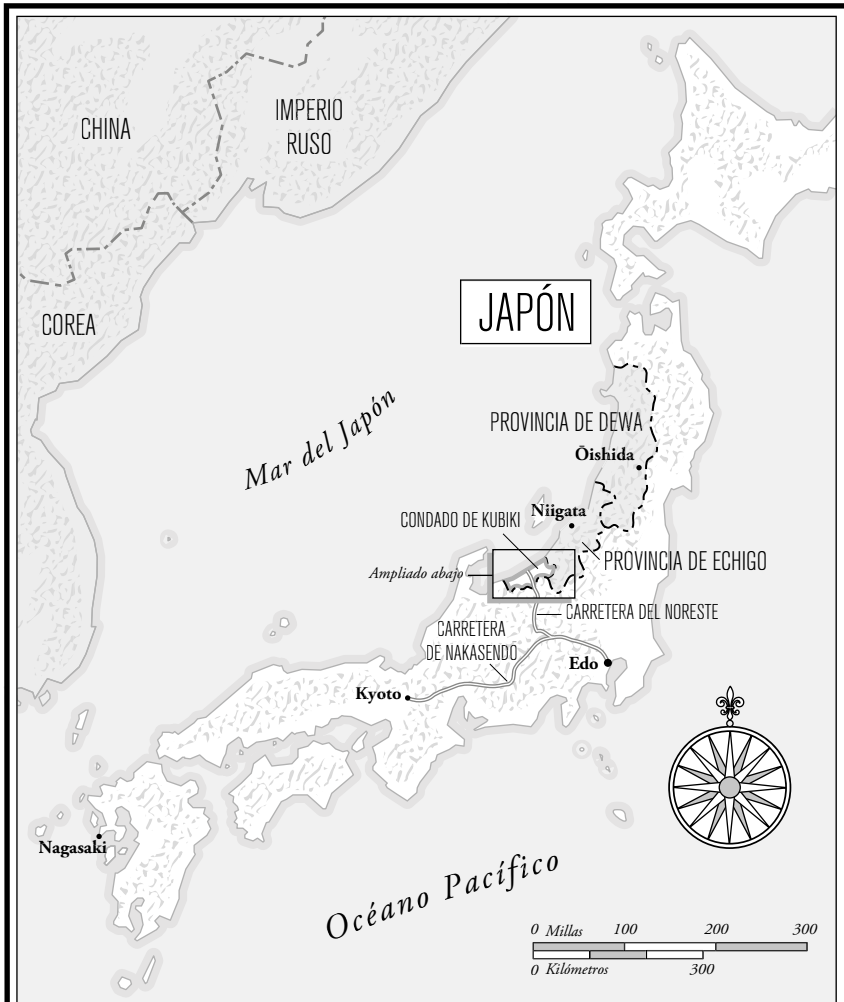 CHINA
IMPERIO
RUSO
COREA
JAPÓN
Mar del Japón
PROVINCIA DE DEWA
Ōishida
Niigata
CONDADO DE KUBIKI
PROVINCIA DE ECHIGO
Ampliado abajo
CARRETERA DEL NORESTE
CARRETERA
DE NAKASENDŌ
Edo
Kyoto
Nagasaki
Océano Pacífico
0 Millas 100 200 300
0 Kilómetros 300